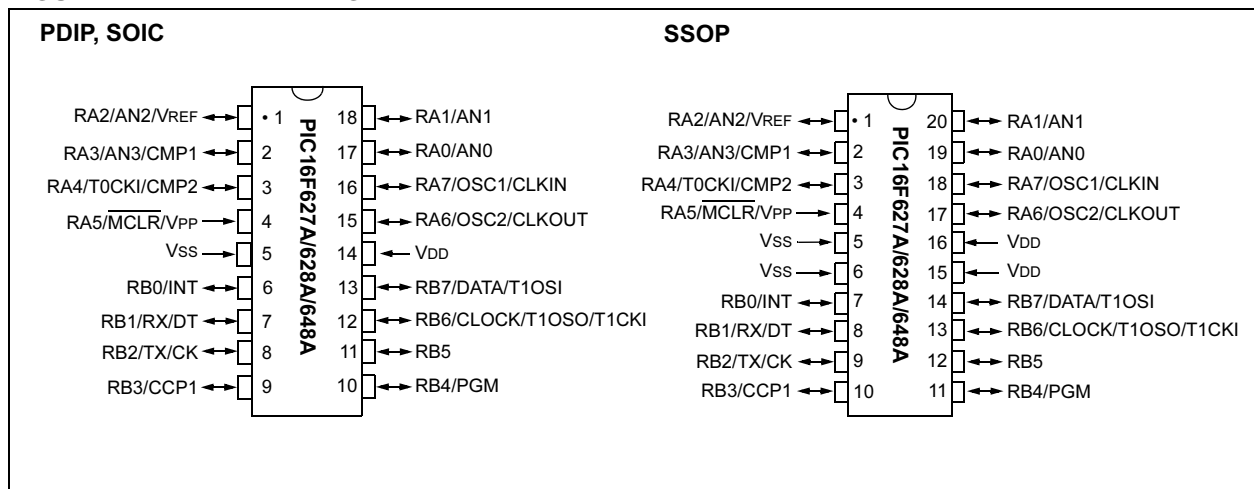 PDIP, SOIC
RA2/AN2/VREF
RA3/AN3/CMP1
RA4/T0CKI/CMP2
RA5/MCLR/VPP
VSS
RB0/INT
RB1/RX/DT
RB2/TX/CK
RB3/CCP1
• 1
2
3
4
5
6
7
8
9
PIC16F627A/628A/648A
18
17
16
15
14
13
12
11
10
RA1/AN1
RA0/AN0
RA7/OSC1/CLKIN
RA6/OSC2/CLKOUT
VDD
RB7/DATA/T1OSI
RB6/CLOCK/T1OSO/T1CKI
RB5
RB4/PGM
SSOP
RA2/AN2/VREF
RA3/AN3/CMP1
RA4/T0CKI/CMP2
RA5/MCLR/VPP
VSS
VSS
RB0/INT
RB1/RX/DT
RB2/TX/CK
RB3/CCP1
• 1
2
3
4
5
6
7
8
9
10
PIC16F627A/628A/648A
20
19
18
17
16
15
14
13
12
11
RA1/AN1
RA0/AN0
RA7/OSC1/CLKIN
RA6/OSC2/CLKOUT
VDD
VDD
RB7/DATA/T1OSI
RB6/CLOCK/T1OSO/T1CKI
RB5
RB4/PGM